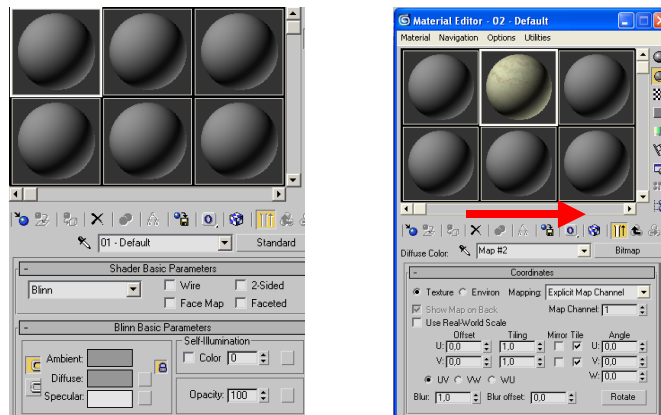 01 - Default
Standard
Shader Basic Parameters
Blinn
Wire
2-Sided
Face Map
Faceted
Blinn Basic Parameters
Self-Illumination
Ambient:
Color
0
Diffuse:
Specular:
Opacity: 100
Material Editor - 02 - Default
Material Navigation Options Utilities
Diffuse Color:
Map #2
Bitmap
Coordinates
Texture Environ Mapping: Explicit Map Channel
Show Map on Back Map Channel: 1
Use Real-World Scale
Offset Tiling Mirror Tile Angle
U: 0,0 1,0 U: 0,0
V: 0,0 1,0 V: 0,0
UV VW WU W: 0,0
Blur: 1,0 Blur offset: 0,0 Rotate